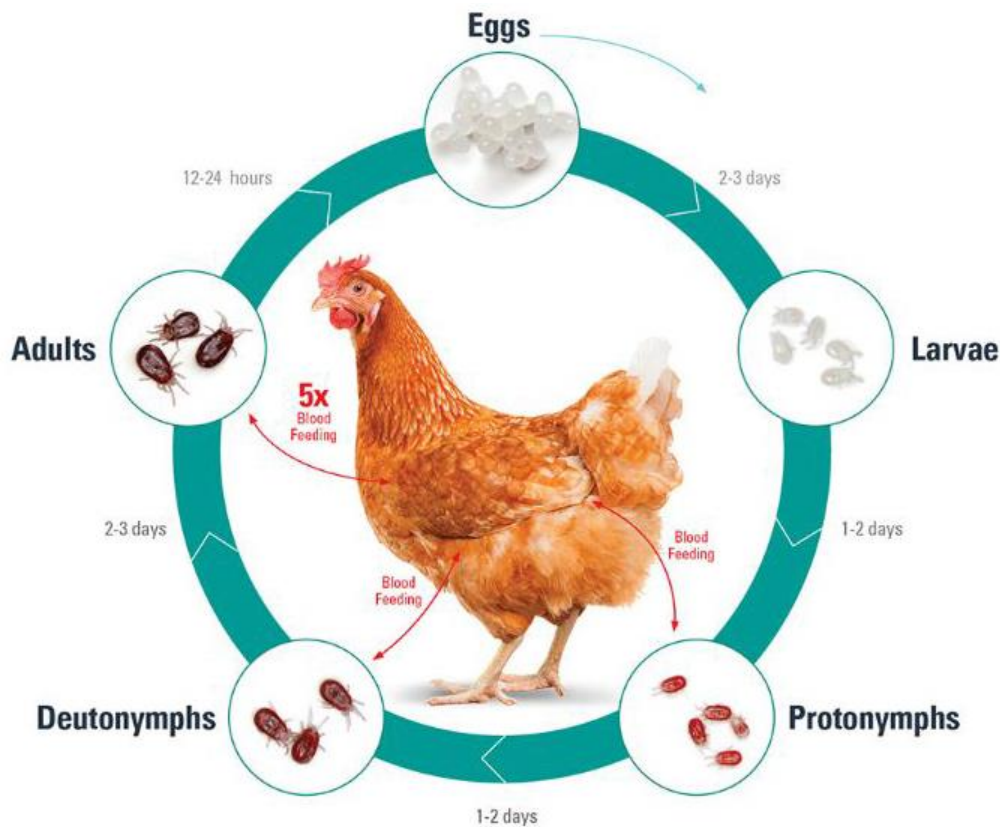 Eggs
12-24 hours
2-3 days
Adults
Larvae
5x
Blood
Feeding
2-3 days
1-2 days
Blood
Feeding
Blood
Feeding
Deutonymphs
Protonymphs
1-2 days